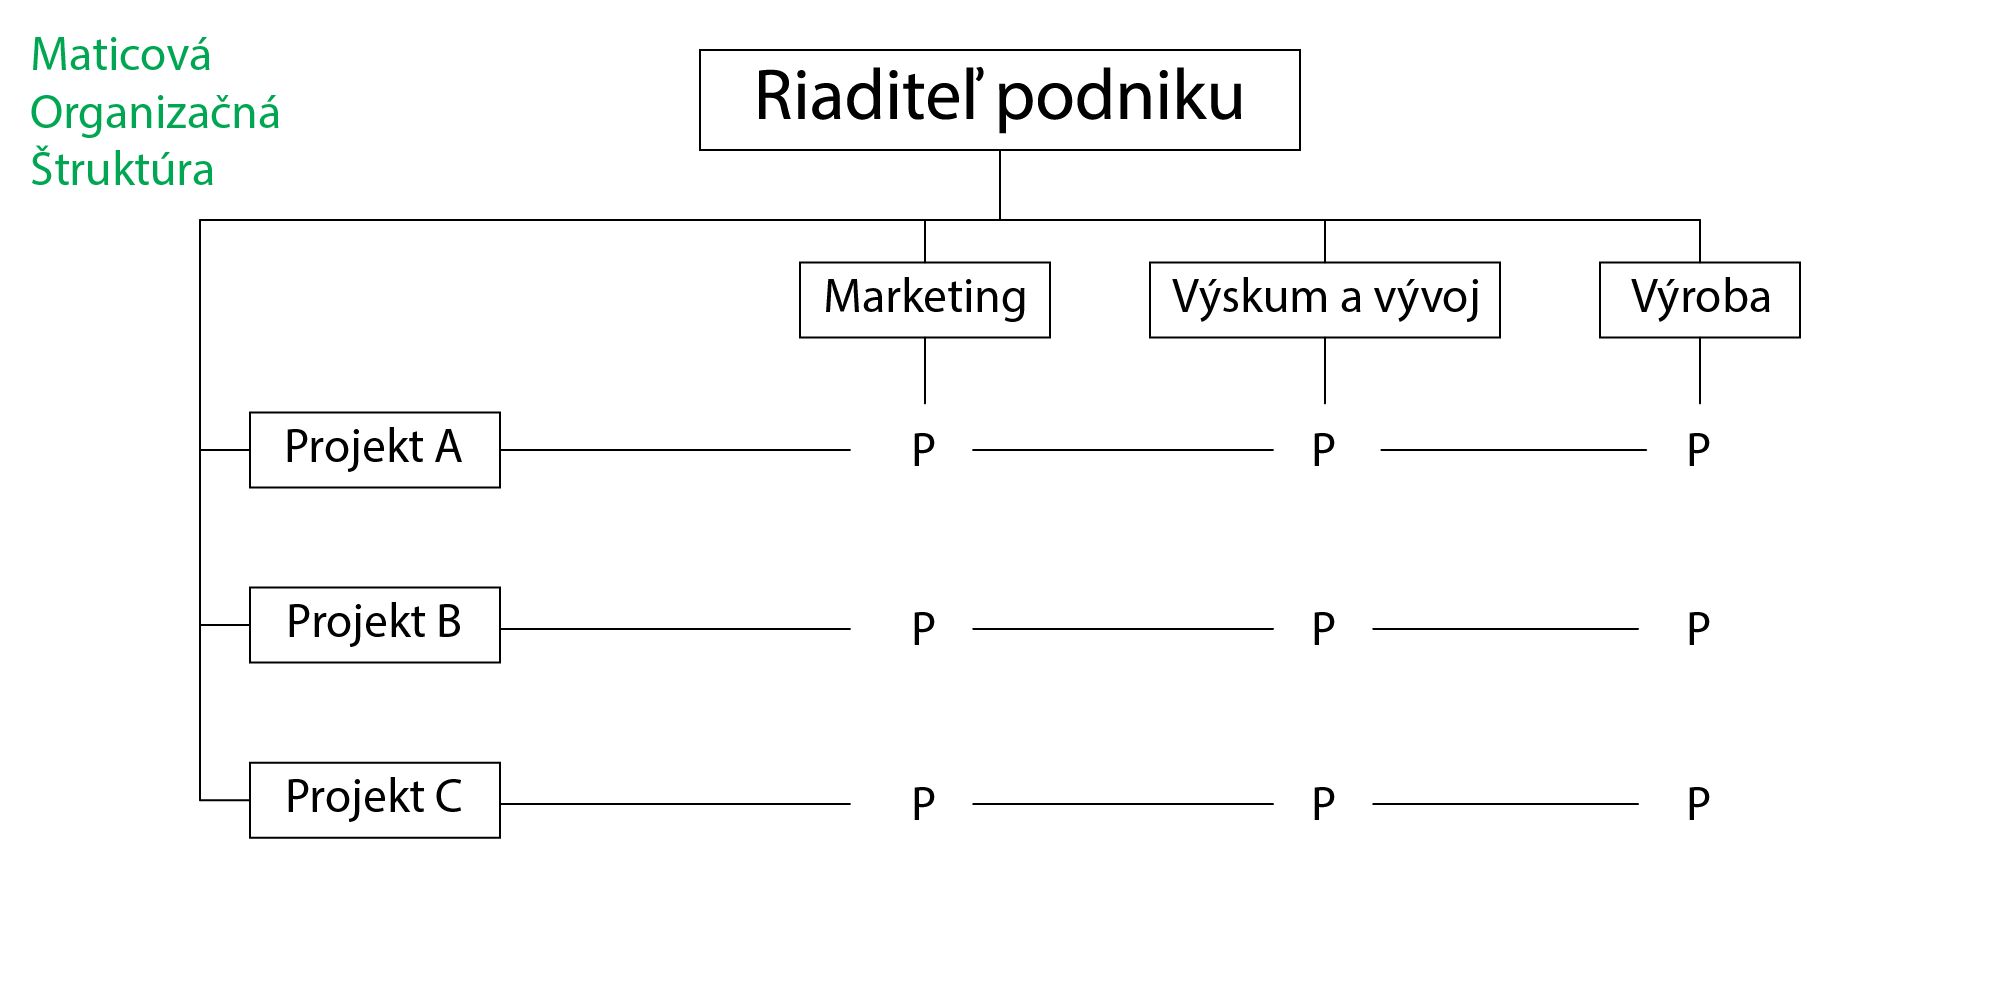 Maticová
Organizačná
Štruktúra
Riaditeľ podniku
Marketing
Výskum a vývoj
Výroba
Projekt A
P
P
P
Projekt B
P
P
P
Projekt C
P
P
P